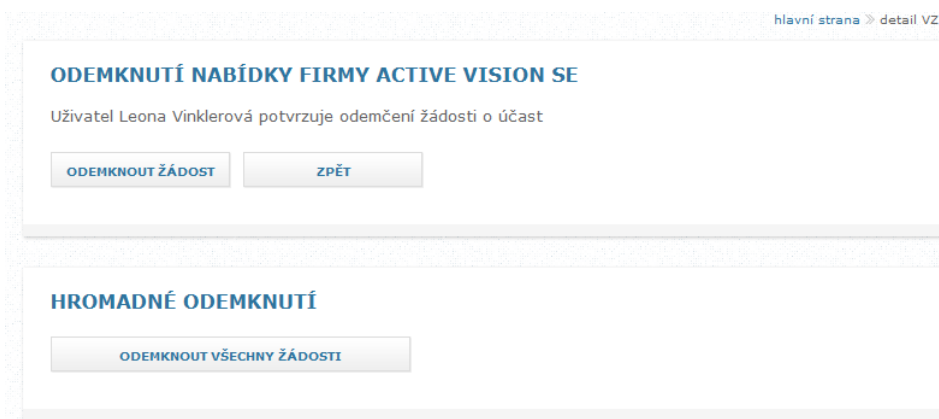 hlavní strana » detail VZ
ODEMKNUTÍ NABÍDKY FIRMY ACTIVE VISION SE
Uživatel Leona Vinklerová potvrzuje odemčení žádosti o účast
ODEMKNOUT ŽÁDOST ZPĚT
HROMADNÉ ODEMKNUTÍ
ODEMKNOUT VŠECHNY ŽÁDOSTI